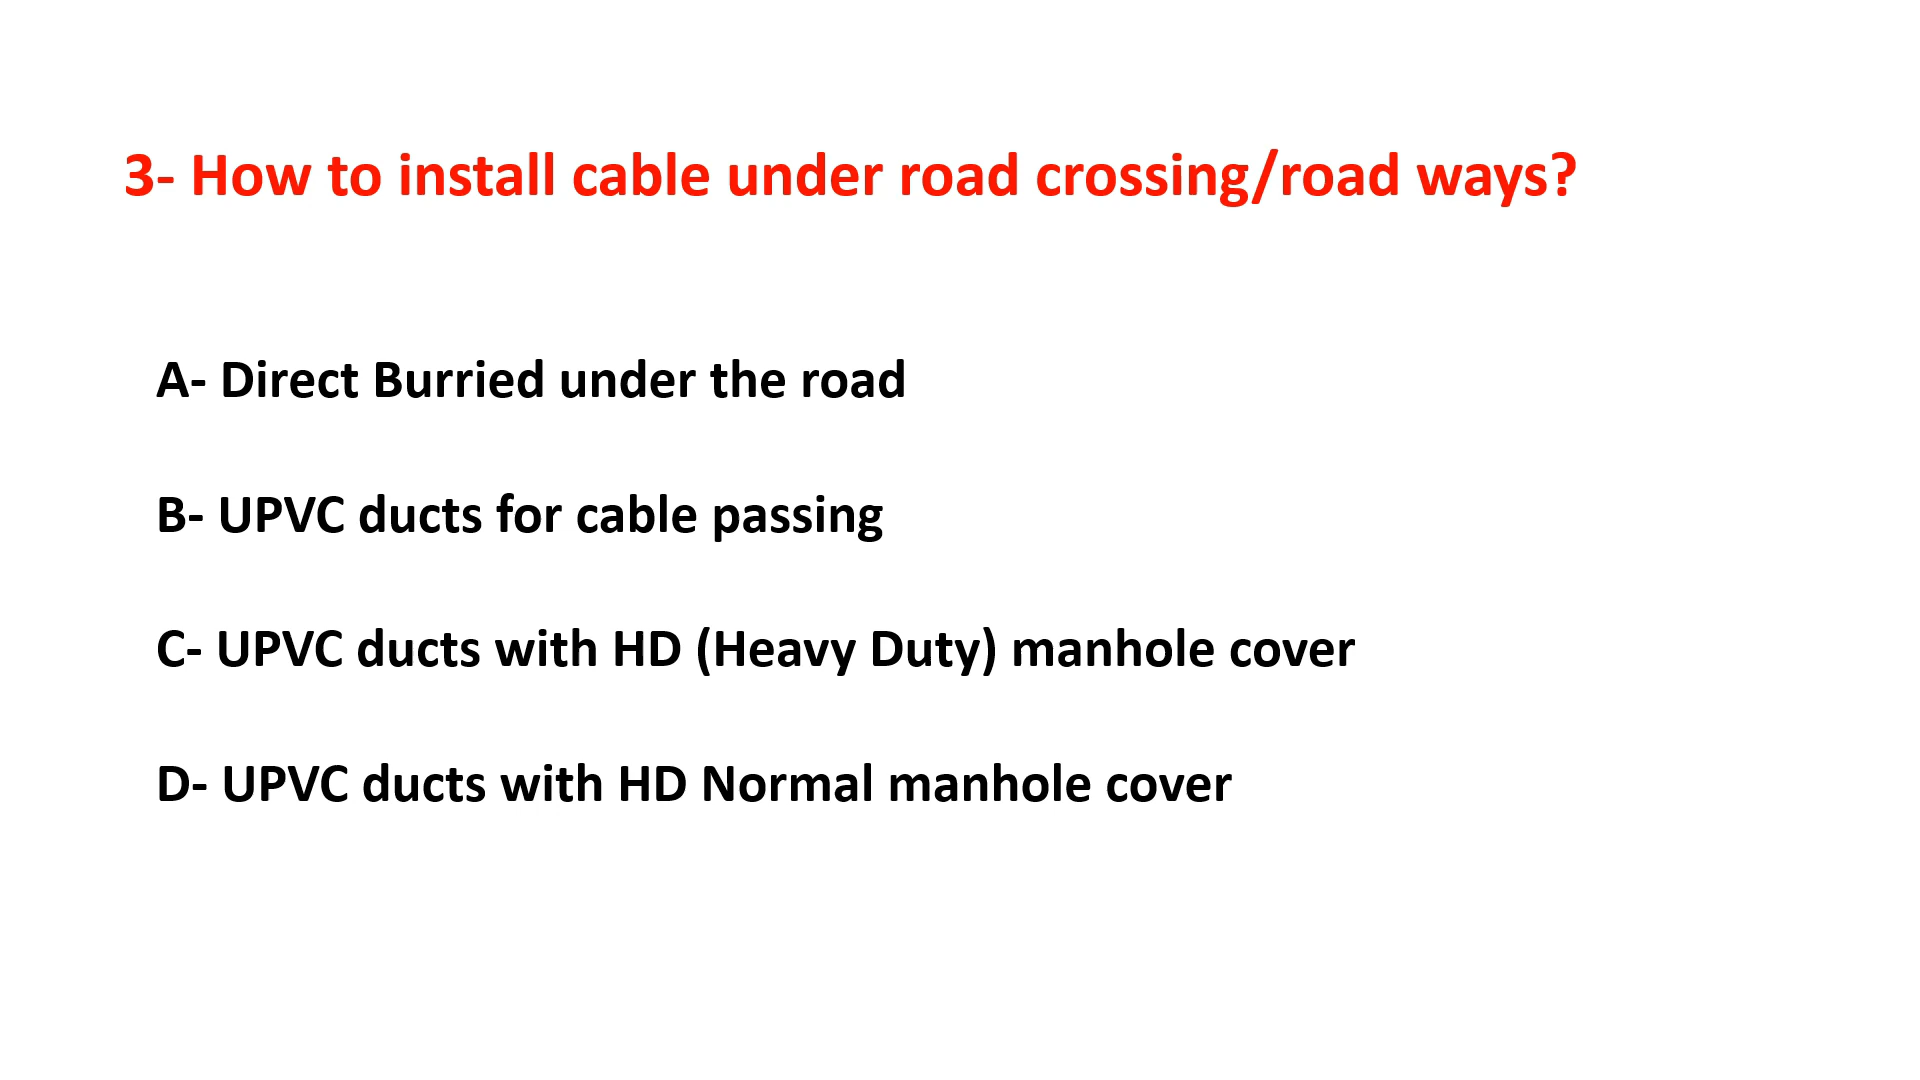 3- How to install cable under road crossing/road ways?
A- Direct Burried under the road
B- UPVC ducts for cable passing
C- UPVC ducts with HD (Heavy Duty) manhole cover
D- UPVC ducts with HD Normal manhole cover